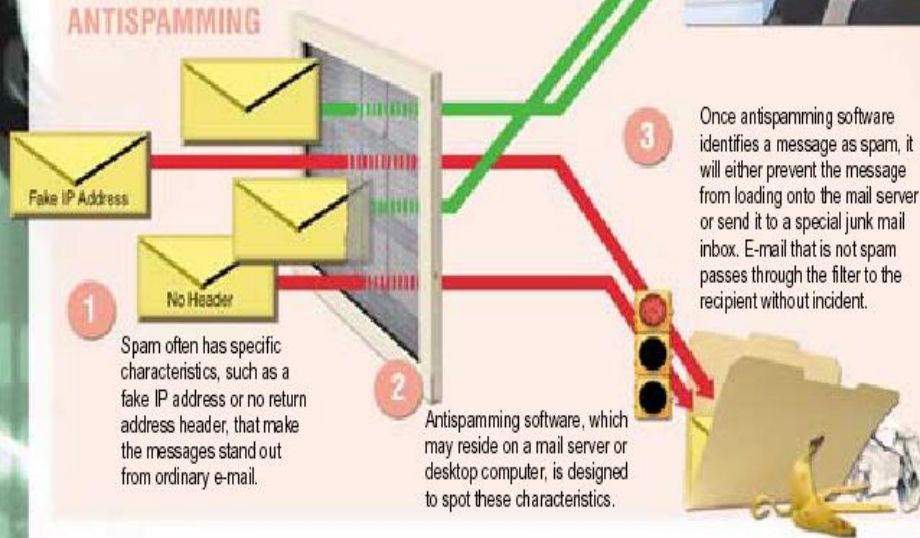 ANTISPAMMING
Fake IP Address
No Header
1
Spam often has specific
characteristics, such as a
fake IP address or no return
address header, that make
the messages stand out
from ordinary e-mail.
2
Antispamming software, which
may reside on a mail server or
desktop computer, is designed
to spot these characteristics.
3
Once antispamming software
identifies a message as spam, it
will either prevent the message
from loading onto the mail server
or send it to a special junk mail
inbox. E-mail that is not spam
passes through the filter to the
recipient without incident.